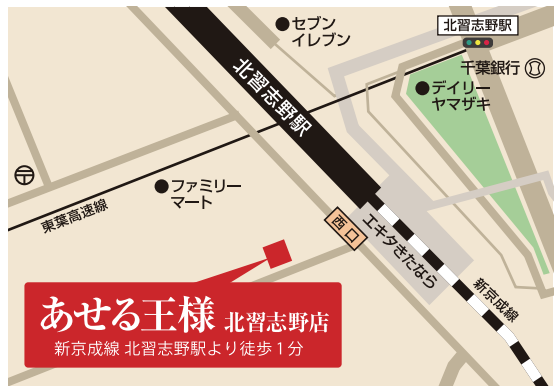 北習志野駅
セブン
イレブン
千葉銀行
デイリー
ヤマザキ
北習志野駅
ファミリー
マート
東葉高速線
西口
エキタきたなら
新京成線
あせる王様 北習志野店
新京成線 北習志野駅より徒歩1分